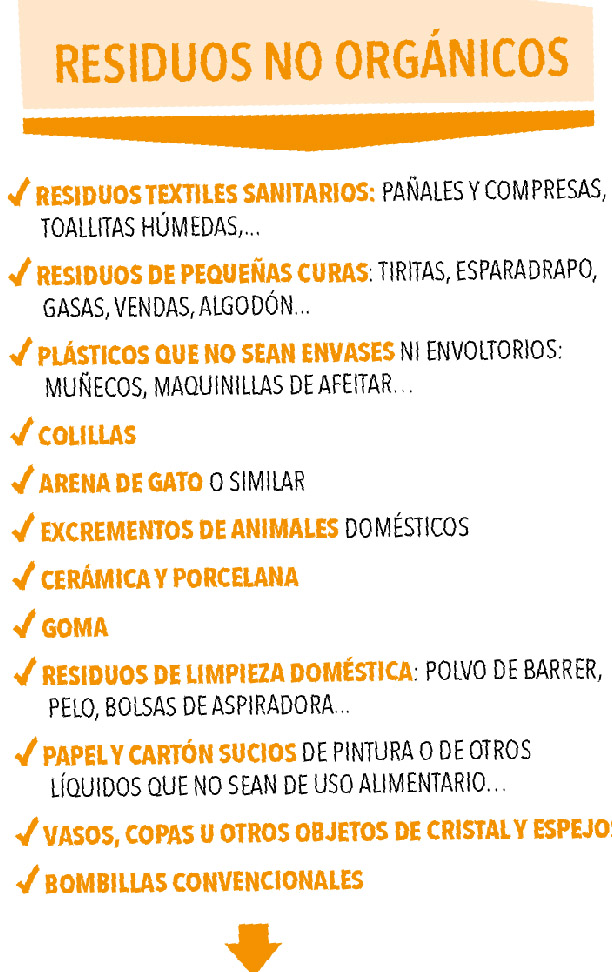 RESIDUOS NO ORGÁNICOS
RESIDUOS TEXTILES SANITARIOS: PAÑALES Y COMPRESAS,
TOALLITAS HÚMEDAS,...
RESIDUOS DE PEQUEÑAS CURAS: TIRITAS, ESPARADRAPO,
GASAS, VENDAS, ALGODÓN...
PLÁSTICOS QUE NO SEAN ENVASES NI ENVOLTORIOS:
MUÑECOS, MAQUINILLAS DE AFEITAR...
COLILLAS
ARENA DE GATO O SIMILAR
EXCREMENTOS DE ANIMALES DOMÉSTICOS
CERÁMICA Y PORCELANA
GOMA
RESIDUOS DE LIMPIEZA DOMÉSTICA: POLVO DE BARRER,
PELO, BOLSAS DE ASPIRADORA...
PAPEL Y CARTÓN SUCIOS DE PINTURA O DE OTROS
LÍQUIDOS QUE NO SEAN DE USO ALIMENTARIO...
VASOS, COPAS U OTROS OBJETOS DE CRISTAL Y ESPEJOS
BOMBILLAS CONVENCIONALES